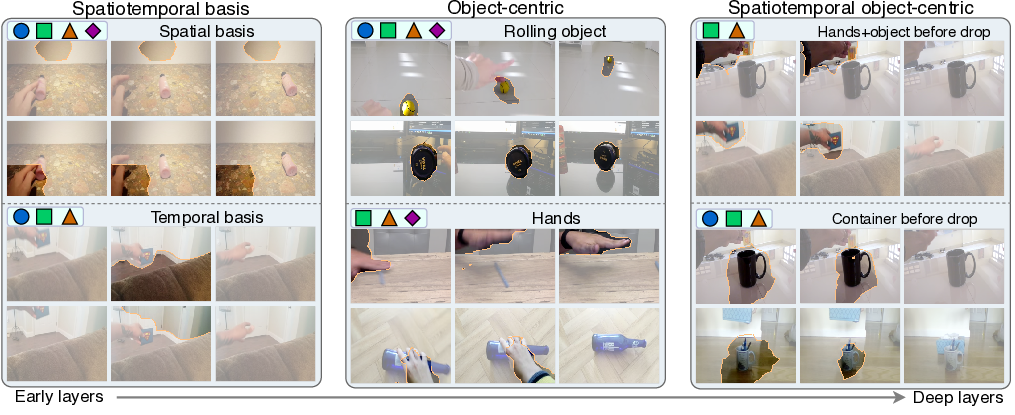 Spatiotemporal basis
Spatial basis
Temporal basis
Object-centric
Rolling object
Hands
Spatiotemporal object-centric
Hands+object before drop
Container before drop
Early layers
Deep layers